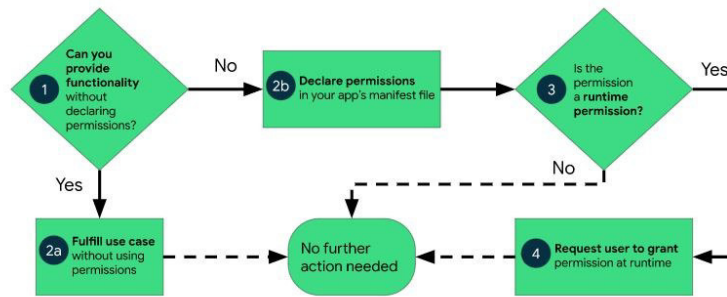 1
Can you
provide
functionality
without
declaring
permissions?
No
2b
Declare permissions
in your app's manifest file
3
Is the
permission
a runtime
permission?
Yes
No
Yes
2a
Fulfill use case
without using
permissions
No further
action needed
4
Request user to grant
permission at runtime